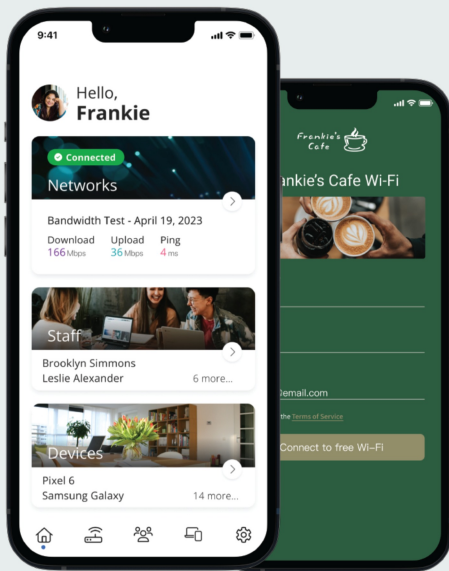 9:41
Hello,
Frankie
Connected
Networks
Bandwidth Test - April 19, 2023
Download Upload Ping
166 Mbps 36 Mbps 4 ms
Staff
Brooklyn Simmons
Leslie Alexander 6 more...
Devices
Pixel 6
Samsung Galaxy 14 more...
Frankie's
Cafe
ankie's Cafe Wi-Fi
email.com
the Terms of Service
Connect to free Wi-Fi